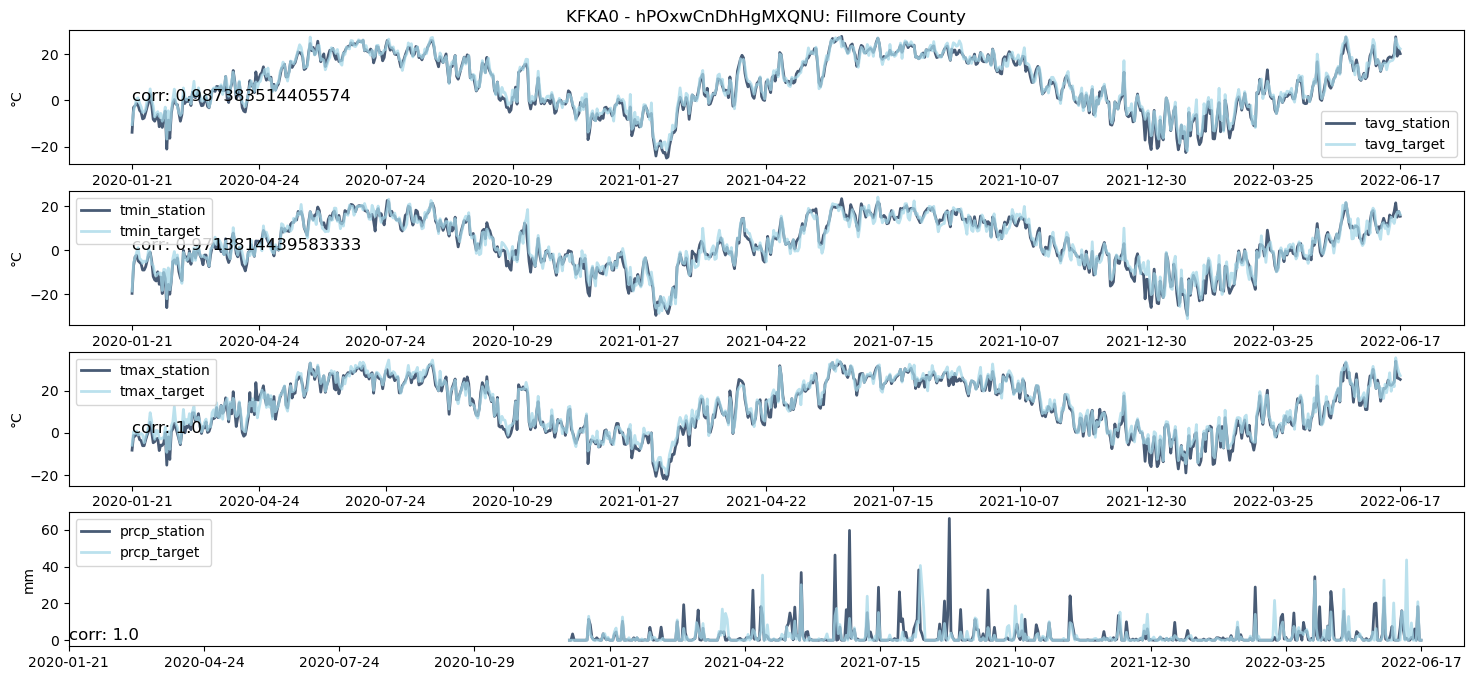 KFKA0 - hPOxwCnDhHgMXQNU: Fillmore County
20
0
−20
°C
corr: 0.987383514405574
tavg_station
tavg_target
2020-01-21 2020-04-24 2020-07-24 2020-10-29 2021-01-27 2021-04-22 2021-07-15 2021-10-07 2021-12-30 2022-03-25 2022-06-17
20
0
−20
°C
tmin_station
tmin_target
corr: 0.9713814439583333
2020-01-21 2020-04-24 2020-07-24 2020-10-29 2021-01-27 2021-04-22 2021-07-15 2021-10-07 2021-12-30 2022-03-25 2022-06-17
20
0
−20
°C
tmax_station
tmax_target
corr: 1.0
2020-01-21 2020-04-24 2020-07-24 2020-10-29 2021-01-27 2021-04-22 2021-07-15 2021-10-07 2021-12-30 2022-03-25 2022-06-17
60
40
20
0
mm
prcp_station
prcp_target
corr: 1.0
2020-01-21 2020-04-24 2020-07-24 2020-10-29 2021-01-27 2021-04-22 2021-07-15 2021-10-07 2021-12-30 2022-03-25 2022-06-17